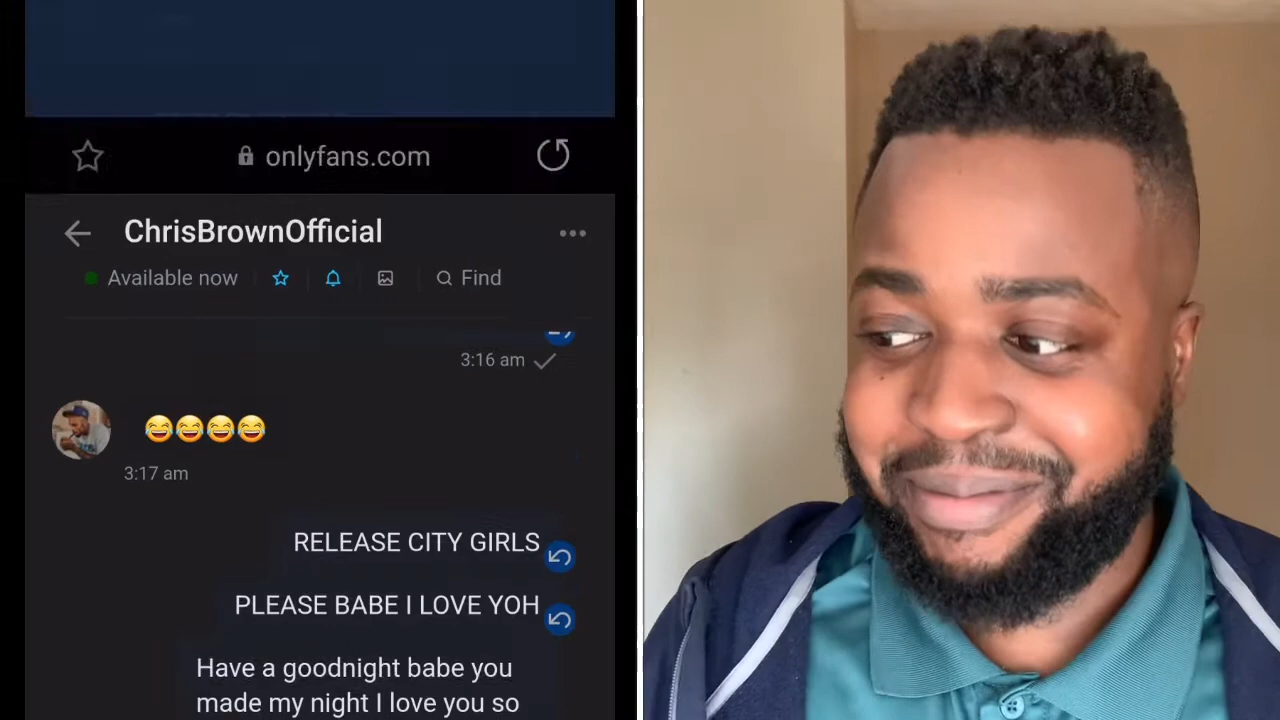 onlyfans.com
ChrisBrownOfficial
Available now
Find
3:16 am
😂😂😂😂
3:17 am
RELEASE CITY GIRLS
PLEASE BABE I LOVE YOH
Have a goodnight babe you
made my night I love you so